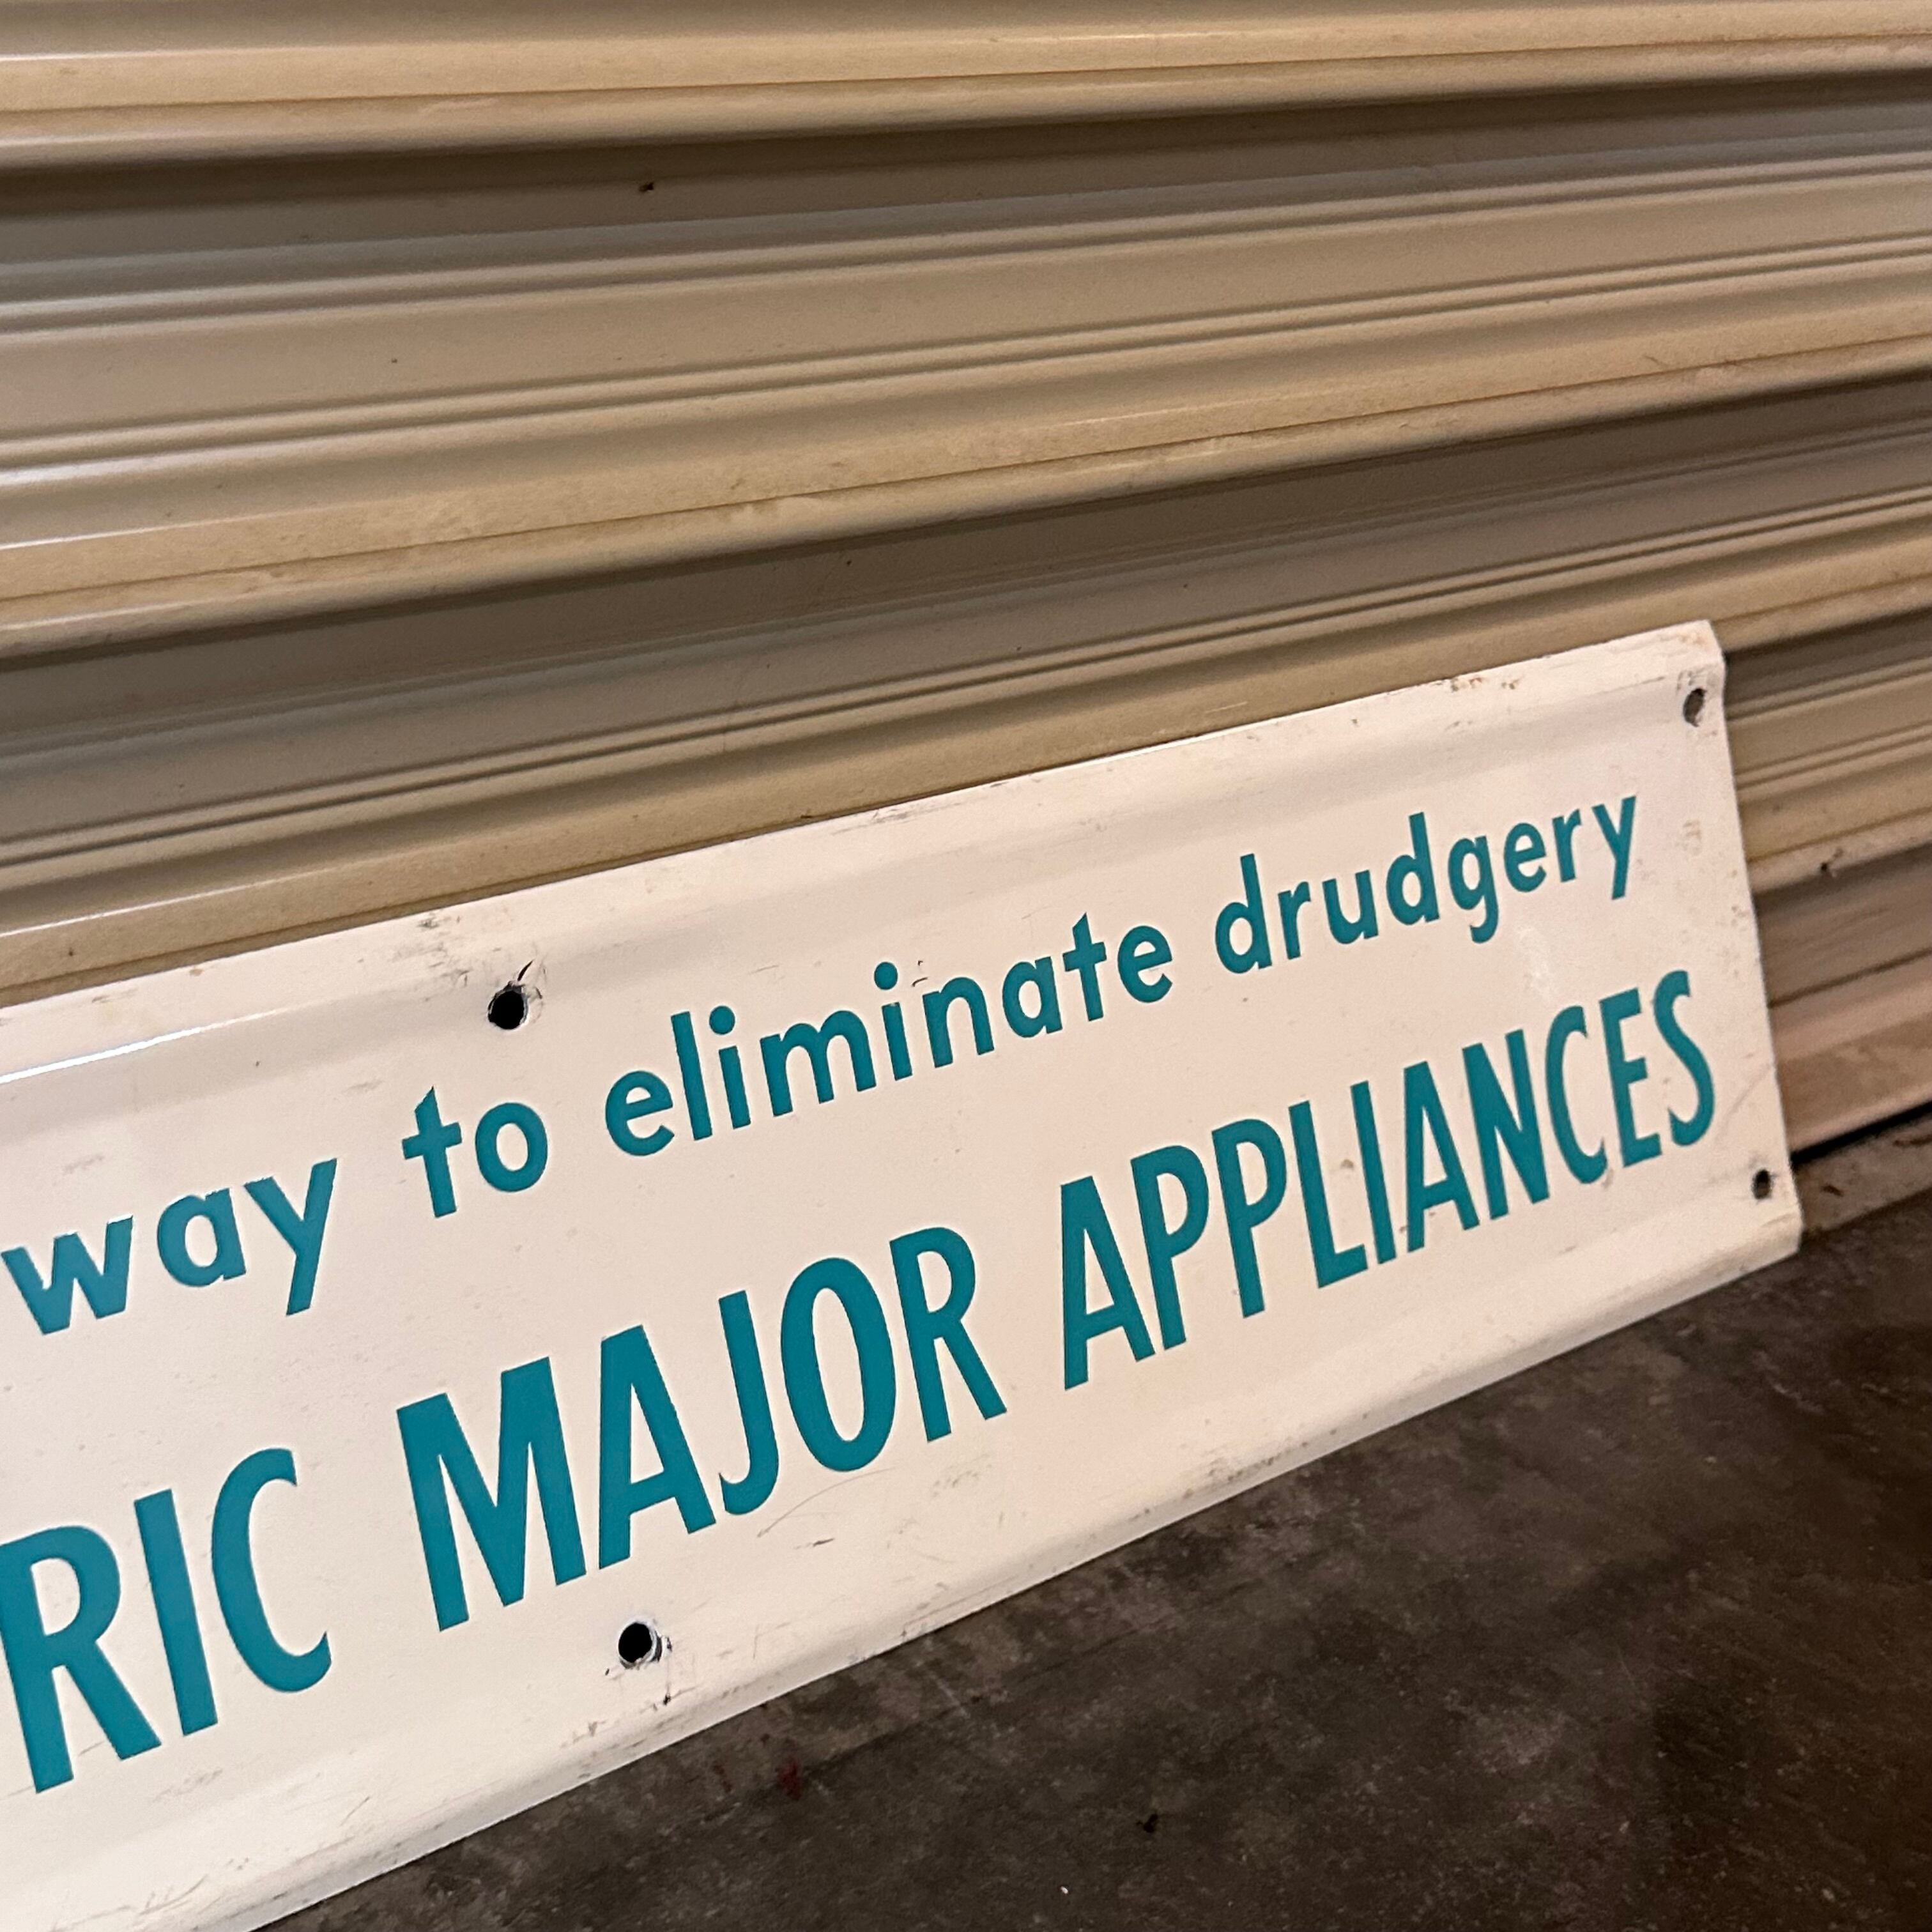 way to eliminate drudgery
RIC MAJOR APPLIANCES